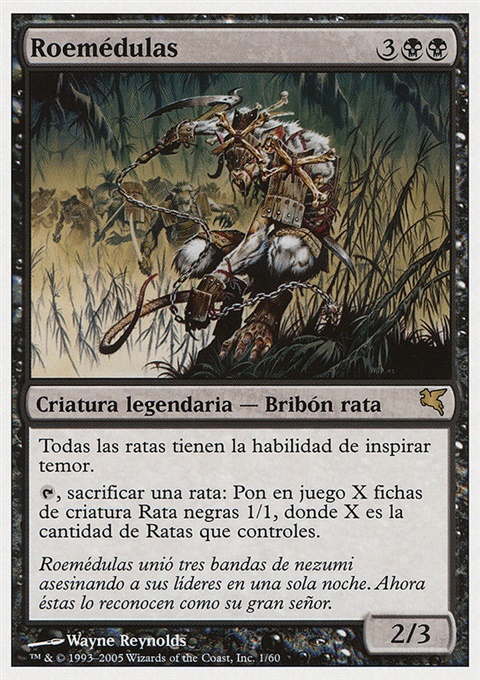 Roemédulas 3
Criatura legendaria — Bribón rata
Todas las ratas tienen la habilidad de inspirar
temor.
, sacrificar una rata: Pon en juego X fichas
de criatura Rata negras 1/1, donde X es la
cantidad de Ratas que controles.
Roemédulas unió tres bandas de nezumi
asesinando a sus líderes en una sola noche. Ahora
éstas lo reconocen como su gran señor.
Wayne Reynolds
™ & © 1993–2005 Wizards of the Coast, Inc. 1/60
2/3